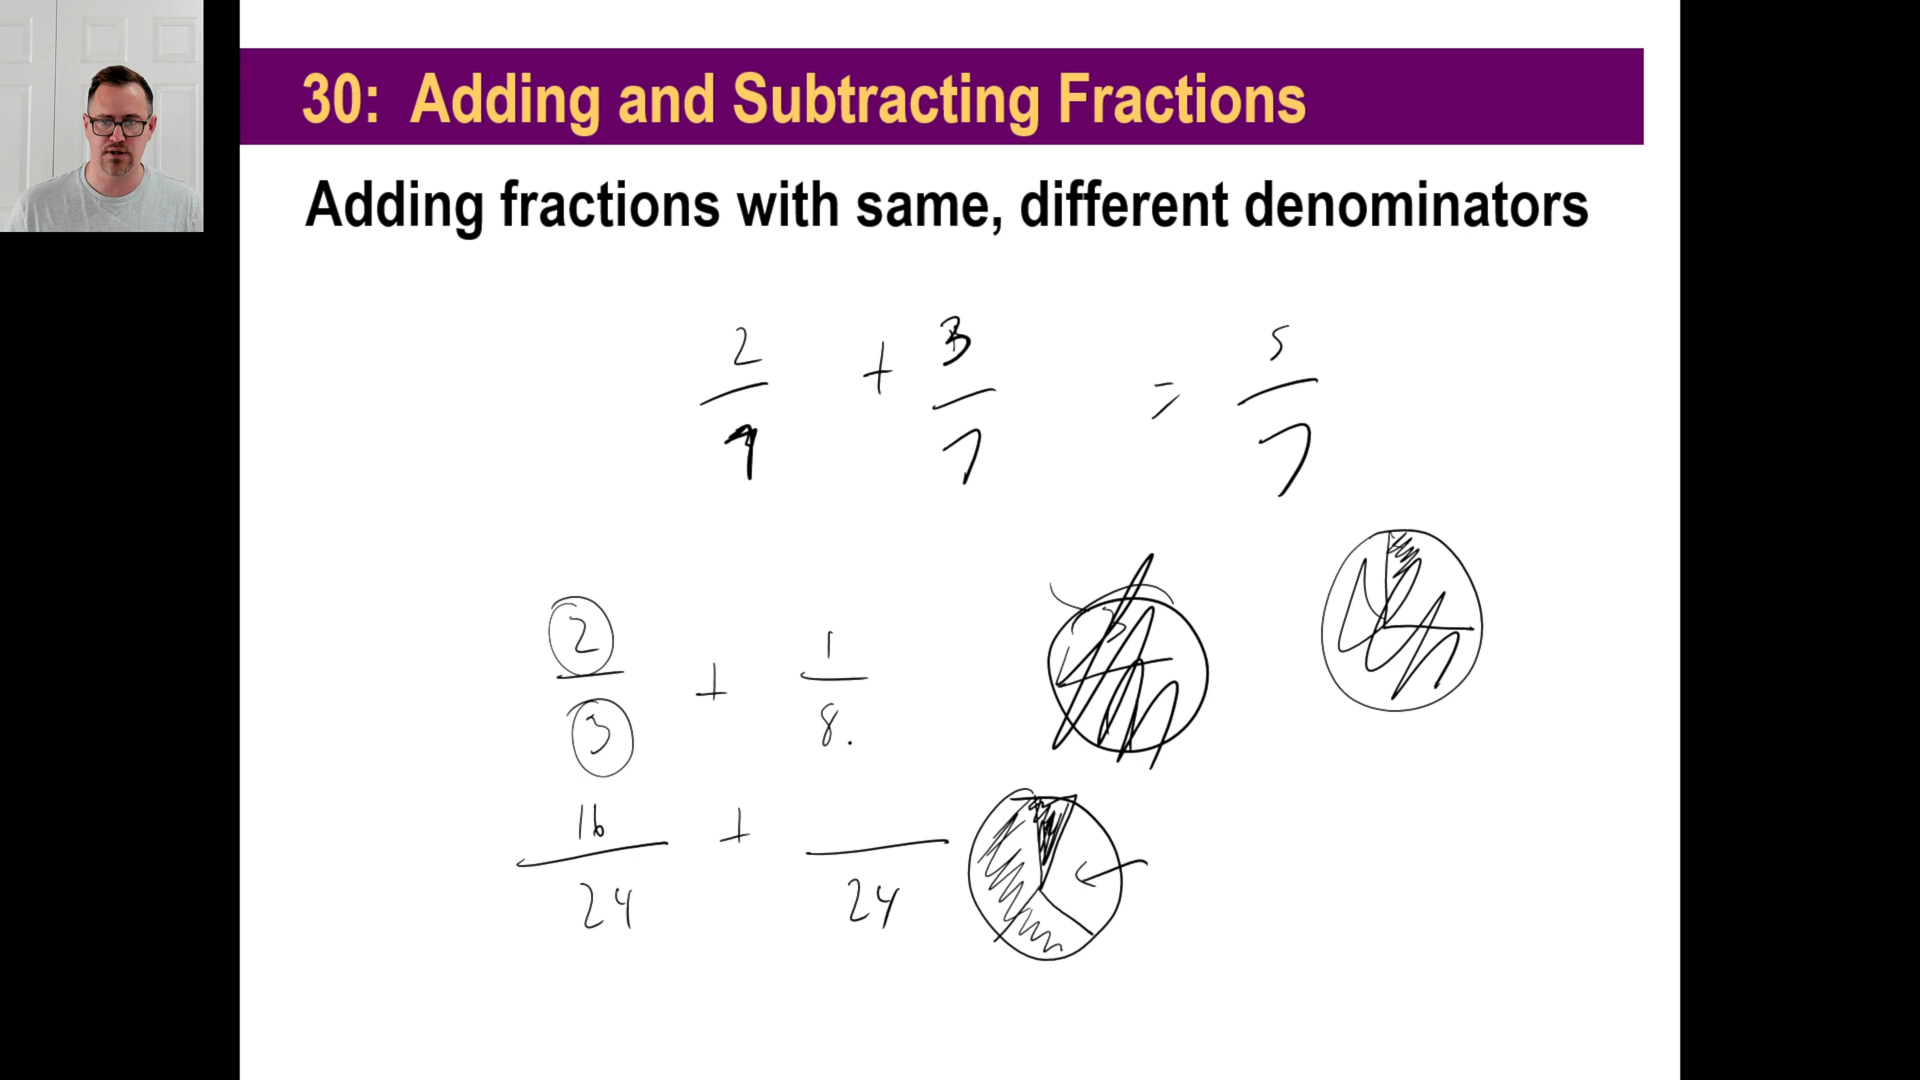 30: Adding and Subtracting Fractions
Adding fractions with same, different denominators
2/7 + 3/7 = 5/7
2/3 + 1/8.
16/24 + /24